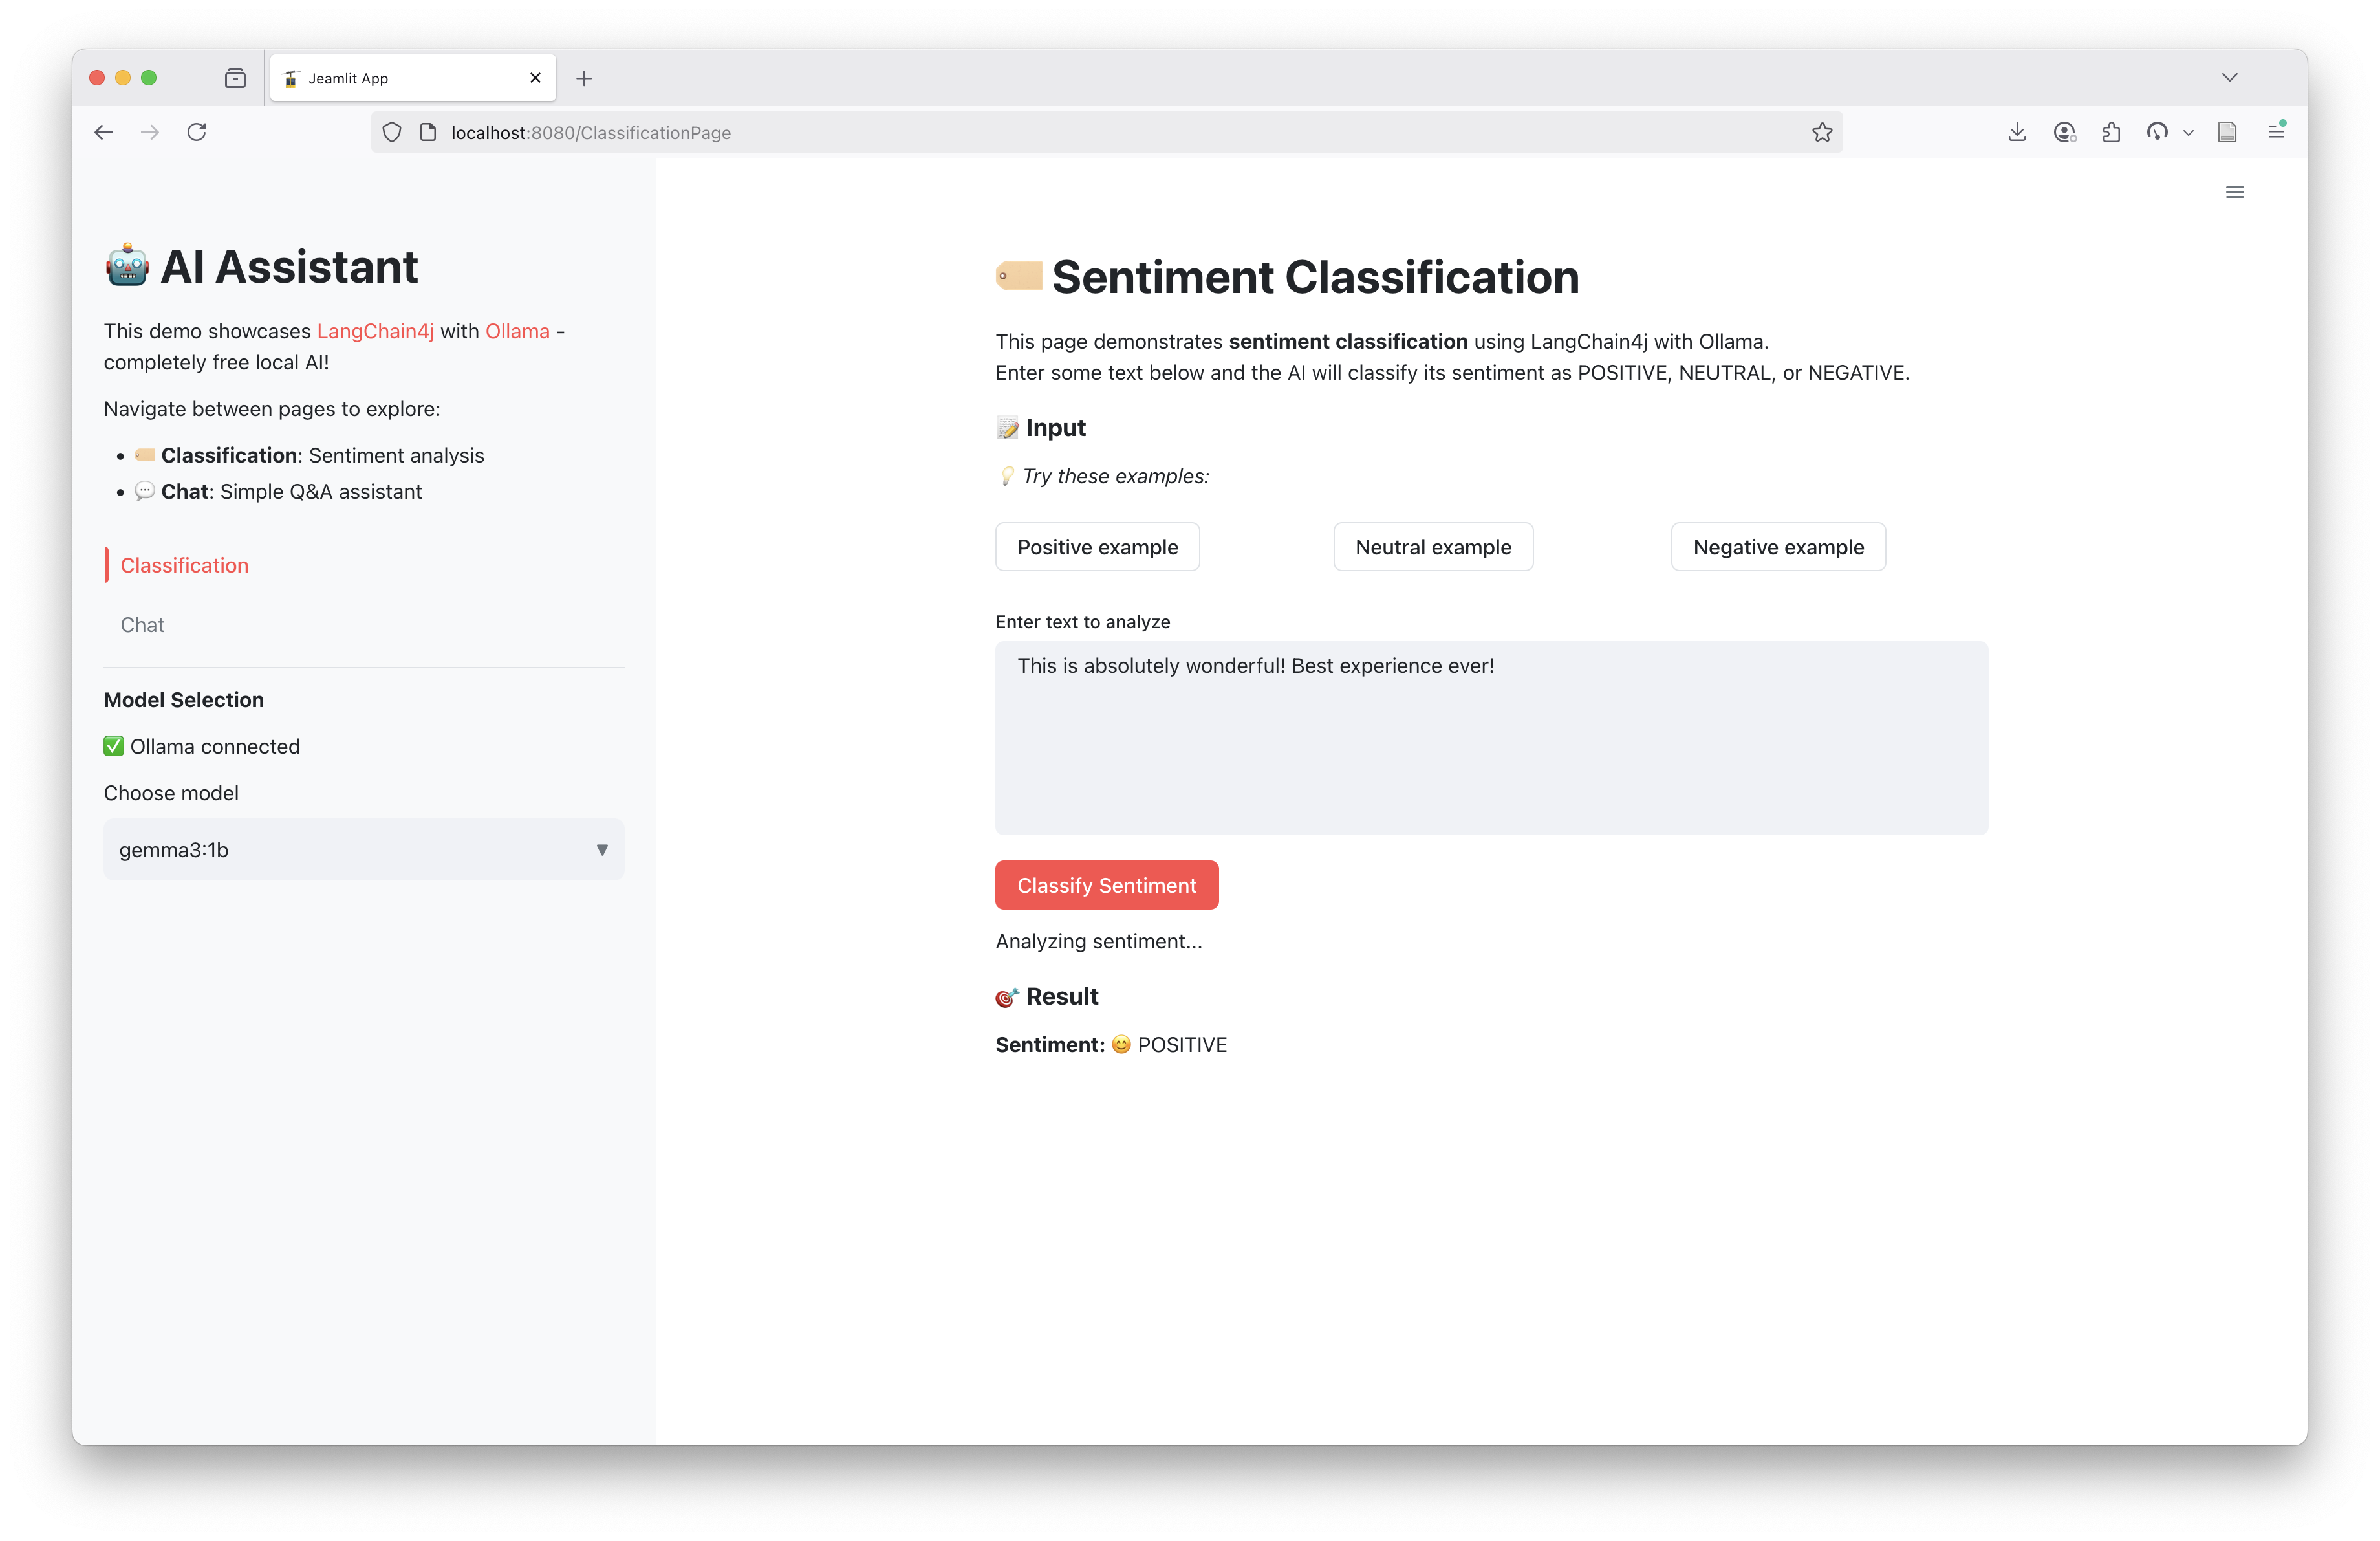 Jeamlit App
localhost:8080/ClassificationPage
🤖 AI Assistant
This demo showcases LangChain4j with Ollama -
completely free local AI!
Navigate between pages to explore:
• 🏷️ Classification: Sentiment analysis
• 💬 Chat: Simple Q&A assistant
Classification
Chat
Model Selection
✅ Ollama connected
Choose model
gemma3:1b
🏷️ Sentiment Classification
This page demonstrates sentiment classification using LangChain4j with Ollama.
Enter some text below and the AI will classify its sentiment as POSITIVE, NEUTRAL, or NEGATIVE.
📝 Input
💡 Try these examples:
Positive example
Neutral example
Negative example
Enter text to analyze
This is absolutely wonderful! Best experience ever!
Classify Sentiment
Analyzing sentiment...
🎯 Result
Sentiment: 😊 POSITIVE